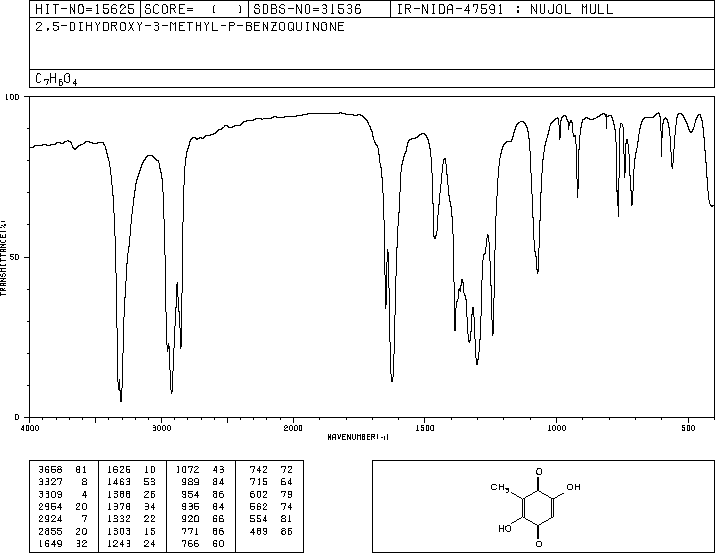 HIT-NO=15625 SCORE= ( ) SDBS-NO=31536 IR-NIDA-47591 : NUJOL MULL
2,5-DIHYDROXY-3-METHYL-P-BENZOQUINONE
C7H6O4
100
TRANSMITTANCE(%)
50
0
4000 3000 2000 1500 1000 500
WAVENUMBER(-1)
3658 81 1626 10 1072 43 742 72
3327 8 1463 53 989 84 715 64
3309 4 1388 26 954 86 602 79
2954 20 1378 34 935 84 562 74
2924 7 1332 22 920 66 554 81
2855 20 1303 15 771 86 489 86
1649 32 1243 24 766 60
O
CH3
OH
HO
O